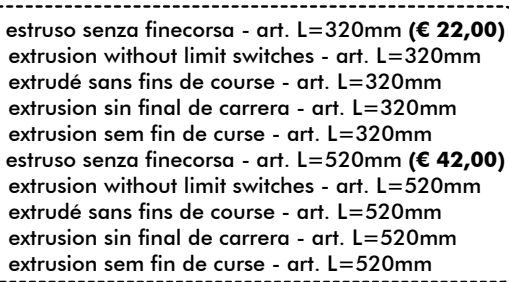 estruso senza finecorsa - art. L=320mm (€ 22,00)
extrusion without limit switches - art. L=320mm
extrudé sans fins de course - art. L=320mm
extrusion sin final de carrera - art. L=320mm
extrusion sem fin de curse - art. L=320mm
estruso senza finecorsa - art. L=520mm (€ 42,00)
extrusion without limit switches - art. L=520mm
extrudé sans fins de course - art. L=520mm
extrusion sin final de carrera - art. L=520mm
extrusion sem fin de curse - art. L=520mm